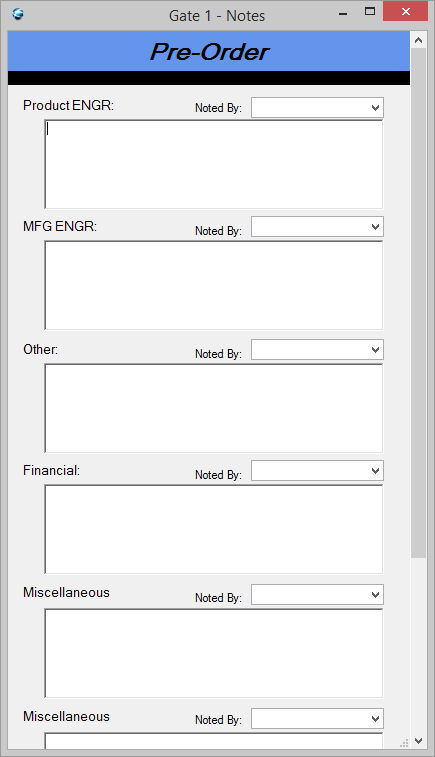 Gate 1 - Notes
Pre-Order
Product ENGR:
Noted By:
MFG ENGR:
Noted By:
Other:
Noted By:
Financial:
Noted By:
Miscellaneous
Noted By:
Miscellaneous
Noted By: